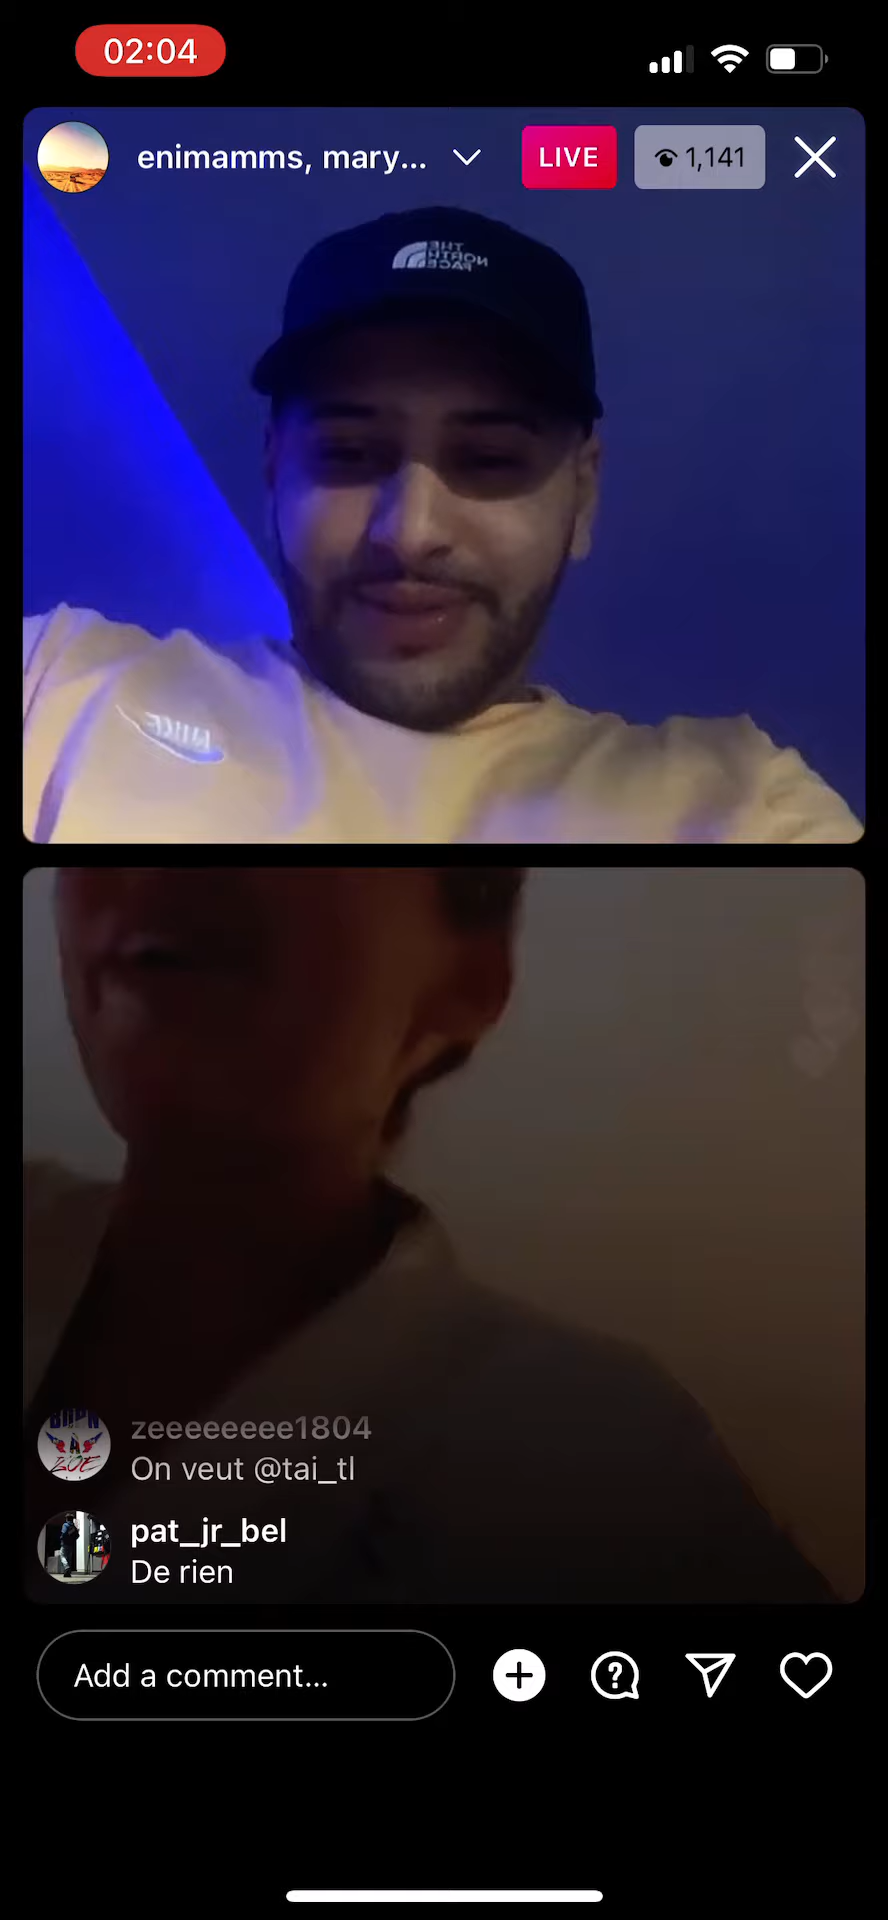 02:04
enimamms, mary...
LIVE
1,141
THE
NORTH
FACE
NIKE
zeeeeeeee1804
On veut @tai_tl
pat_jr_bel
De rien
Add a comment...